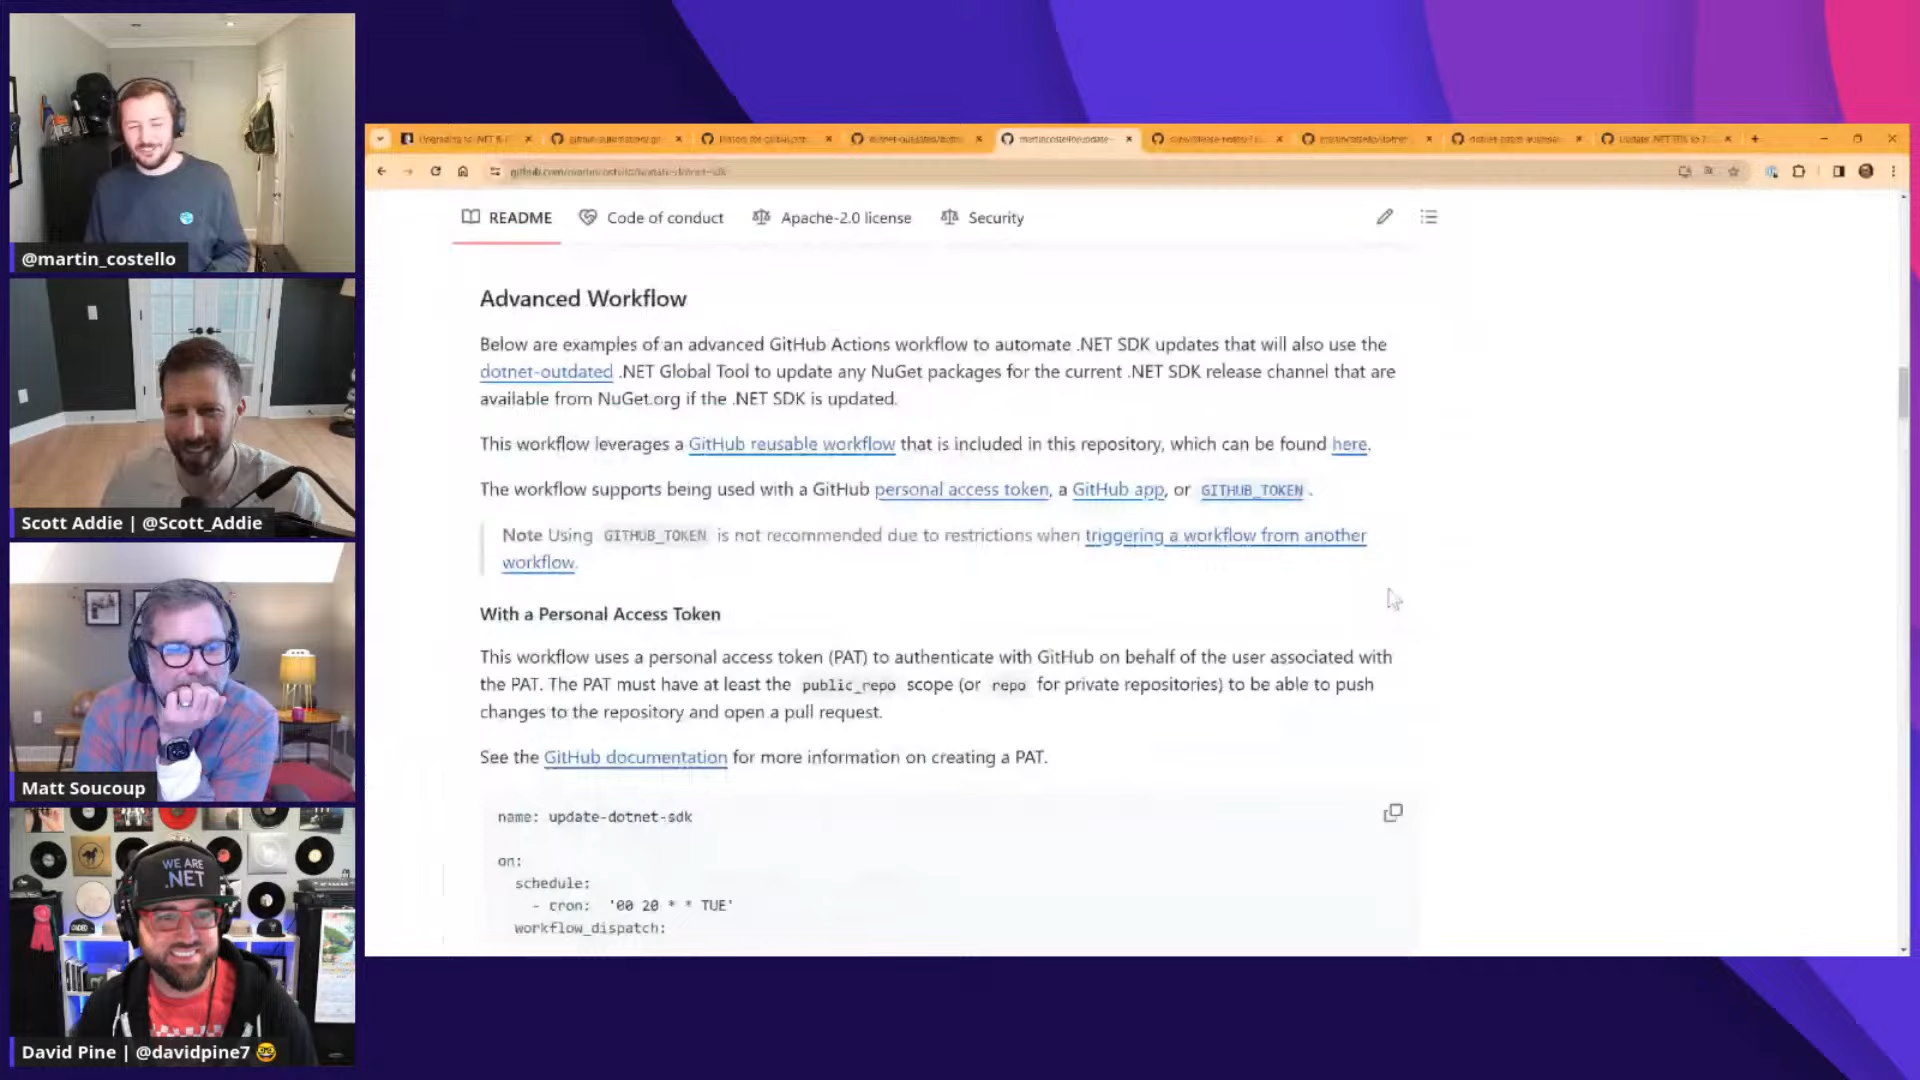 @martin_costello
Scott Addie | @Scott_Addie
Matt Soucoup
WE ARE
.NET
David Pine | @davidpine7
github.com/martincostello/update-dotnet-sdk
README
Code of conduct
Apache-2.0 license
Security
Advanced Workflow
Below are examples of an advanced GitHub Actions workflow to automate .NET SDK updates that will also use the
dotnet-outdated .NET Global Tool to update any NuGet packages for the current .NET SDK release channel that are
available from NuGet.org if the .NET SDK is updated.
This workflow leverages a GitHub reusable workflow that is included in this repository, which can be found here.
The workflow supports being used with a GitHub personal access token, a GitHub app, or GITHUB_TOKEN .
Note Using GITHUB_TOKEN is not recommended due to restrictions when triggering a workflow from another
workflow.
With a Personal Access Token
This workflow uses a personal access token (PAT) to authenticate with GitHub on behalf of the user associated with
the PAT. The PAT must have at least the public_repo scope (or repo for private repositories) to be able to push
changes to the repository and open a pull request.
See the GitHub documentation for more information on creating a PAT.
name: update-dotnet-sdk
on:
schedule:
- cron: '00 20 * * TUE'
workflow_dispatch: